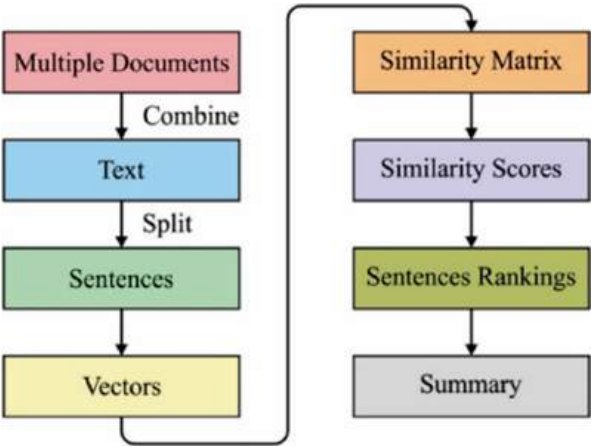 Multiple Documents
Combine
Text
Split
Sentences
Vectors
Similarity Matrix
Similarity Scores
Sentences Rankings
Summary